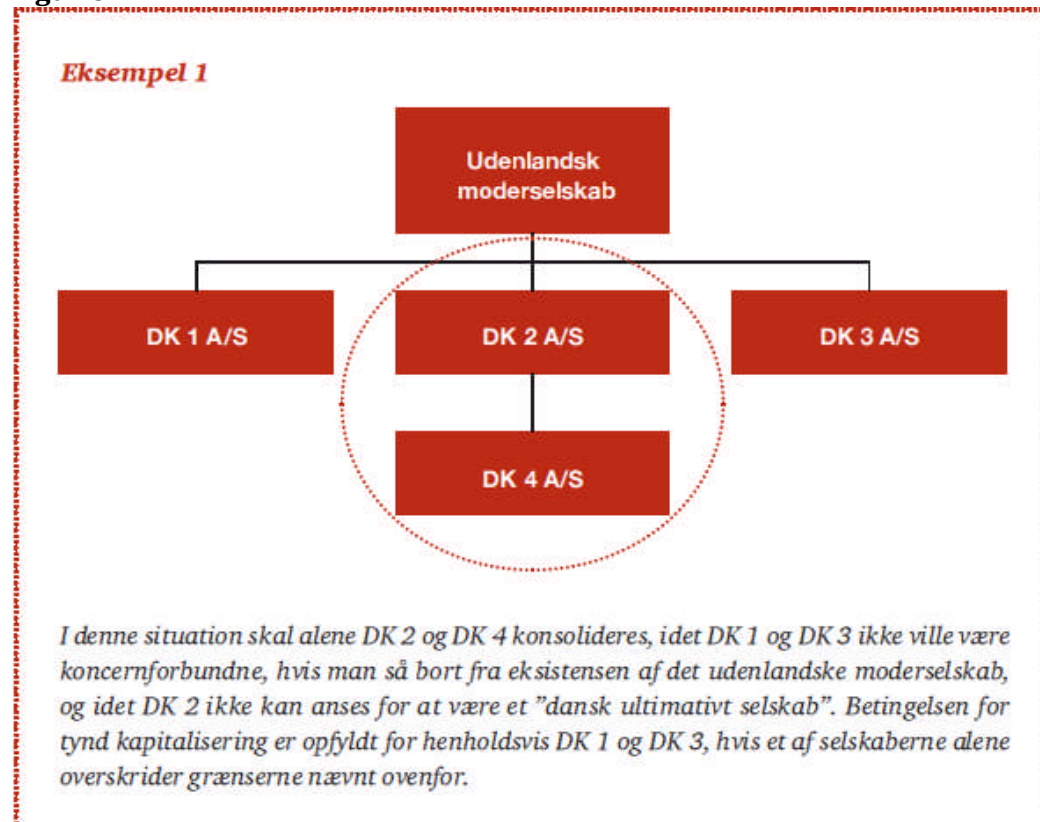 Eksempel 1
Udenlandsk
moderselskab
DK 1 A/S
DK 2 A/S
DK 3 A/S
DK 4 A/S
I denne situation skal alene DK 2 og DK 4 konsolideres, idet DK 1 og DK 3 ikke ville være
koncernforbundne, hvis man så bort fra eksistensen af det udenlandske moderselskab,
og idet DK 2 ikke kan anses for at være et ”dansk ultimativt selskab”. Betingelsen for
tynd kapitalisering er opfyldt for henholdsvis DK 1 og DK 3, hvis et af selskaberne alene
overskrider grænserne nævnt ovenfor.